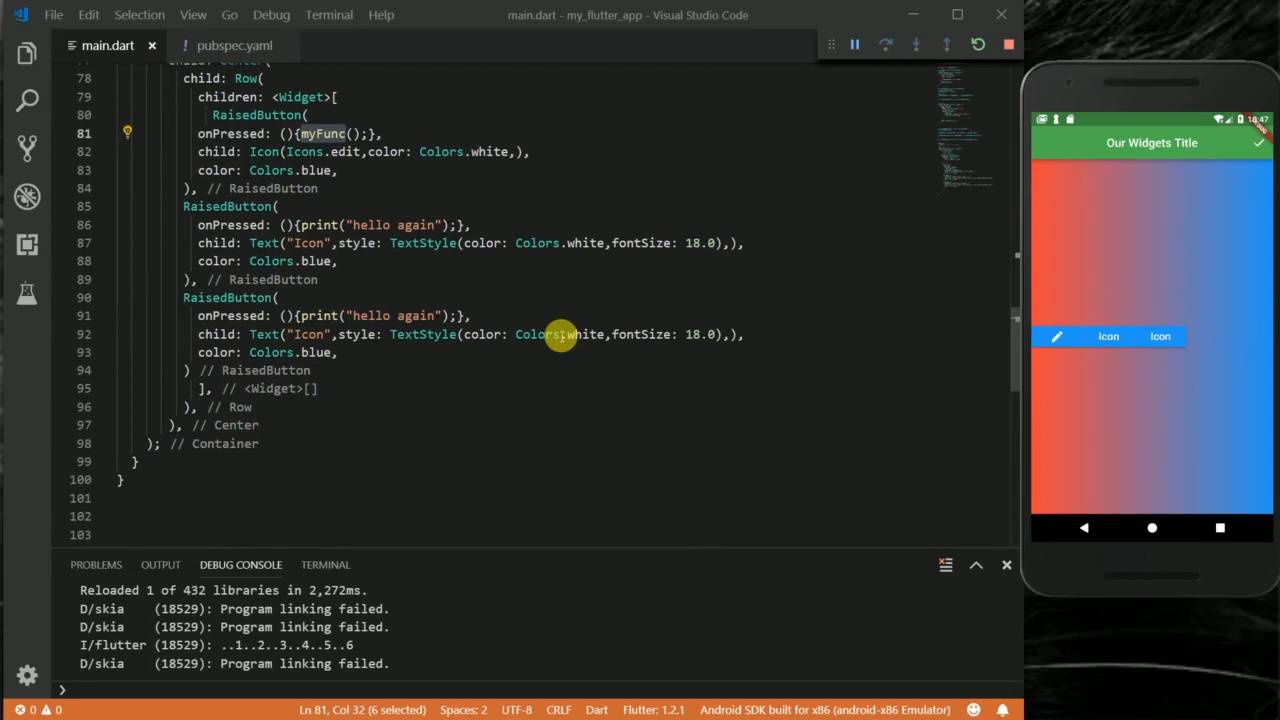 File Edit Selection View Go Debug Terminal Help main.dart - my_flutter_app - Visual Studio Code
main.dart pubspec.yaml
78 child: Row(
79 children: <Widget>[
80 RaisedButton(
81 onPressed: (){myFunc();},
82 child: Icon(Icons.edit,color: Colors.white,),
83 color: Colors.blue,
84 ), // RaisedButton
85 RaisedButton(
86 onPressed: (){print("hello again");},
87 child: Text("Icon",style: TextStyle(color: Colors.white,fontSize: 18.0),),
88 color: Colors.blue,
89 ), // RaisedButton
90 RaisedButton(
91 onPressed: (){print("hello again");},
92 child: Text("Icon",style: TextStyle(color: Colors.white,fontSize: 18.0),),
93 color: Colors.blue,
94 ) // RaisedButton
95 ], // <Widget>[]
96 ), // Row
97 ), // Center
98 ); // Container
99 }
100 }
101
102
103
PROBLEMS OUTPUT DEBUG CONSOLE TERMINAL
Reloaded 1 of 432 libraries in 2,272ms.
D/skia (18529): Program linking failed.
D/skia (18529): Program linking failed.
I/flutter (18529): ..1..2..3..4..5..6
D/skia (18529): Program linking failed.
0 0 Ln 81, Col 32 (6 selected) Spaces: 2 UTF-8 CRLF Dart Flutter: 1.2.1 Android SDK built for x86 (android-x86 Emulator)
Our Widgets Title
Icon Icon